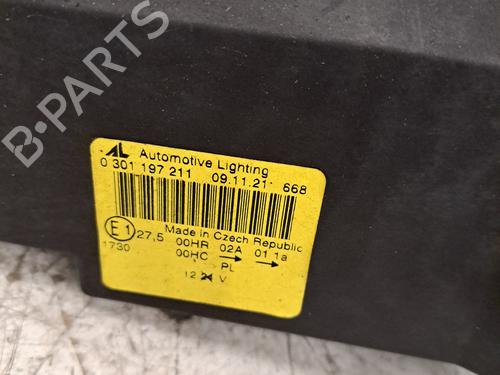 B-PARTS
AL Automotive Lighting
0 301 197 211 09.11.21 668
Made in Czech Republic
E1 27,5 00HR 02A 01 1a
1730 00HC → PL →
12 24 V